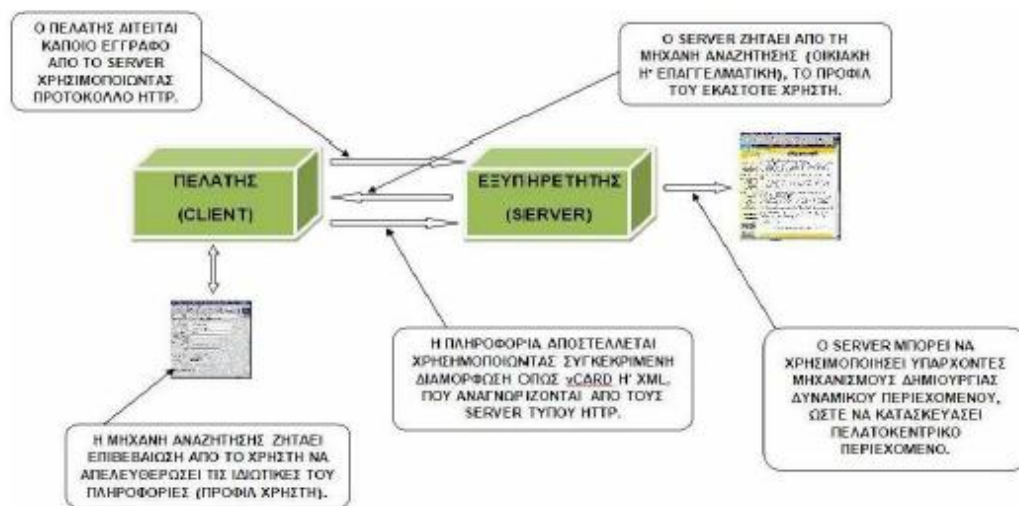 Ο ΠΕΛΑΤΗΣ ΑΙΤΕΙΤΑΙ
ΚΑΠΟΙΟ ΕΓΓΡΑΦΟ
ΑΠΟ ΤΟ SERVER
ΧΡΗΣΙΜΟΠΟΙΩΝΤΑΣ
ΠΡΟΤΟΚΟΛΛΟ HTTP.
Ο SERVER ΖΗΤΑΕΙ ΑΠΟ ΤΗ
ΜΗΧΑΝΗ ΑΝΑΖΗΤΗΣΗΣ (ΟΙΚΙΑΚΗ
Η' ΕΠΑΓΓΕΛΜΑΤΙΚΗ), ΤΟ ΠΡΟΦΙΛ
ΤΟΥ ΕΚΑΣΤΟΤΕ ΧΡΗΣΤΗ.
ΠΕΛΑΤΗΣ
(CLIENT)
ΕΞΥΠΗΡΕΤΗΤΗΣ
(SERVER)
Η ΠΛΗΡΟΦΟΡΙΑ ΑΠΟΣΤΕΛΛΕΤΑΙ
ΧΡΗΣΗΜΟΠΟΙΩΝΤΑΣ ΣΥΓΚΕΚΡΙΜΕΝΗ
ΔΙΑΜΟΡΦΩΣΗ ΟΠΩΣ vCARD Η' XML,
ΠΟΥ ΑΝΑΓΝΩΡΙΖΟΝΤΑΙ ΑΠΟ ΤΟΥΣ
SERVER ΤΥΠΟΥ HTTP.
Ο SERVER ΜΠΟΡΕΙ ΝΑ
ΧΡΗΣΙΜΟΠΟΙΗΣΕΙ ΥΠΑΡΧΟΝΤΕΣ
ΜΗΧΑΝΙΣΜΟΥΣ ΔΗΜΙΟΥΡΓΙΑΣ
ΔΥΝΑΜΙΚΟΥ ΠΕΡΙΕΧΟΜΕΝΟΥ,
ΩΣΤΕ ΝΑ ΚΑΤΑΣΚΕΥΑΣΕΙ
ΠΕΛΑΤΟΚΕΝΤΡΙΚΟ
ΠΕΡΙΕΧΟΜΕΝΟ.
Η ΜΗΧΑΝΗ ΑΝΑΖΗΤΗΣΗΣ ΖΗΤΑΕΙ
ΕΠΙΒΕΒΑΙΩΣΗ ΑΠΟ ΤΟ ΧΡΗΣΤΗ ΝΑ
ΑΠΕΛΕΥΘΕΡΩΣΕΙ ΤΙΣ ΙΔΙΩΤΙΚΕΣ ΤΟΥ
ΠΛΗΡΟΦΟΡΙΕΣ (ΠΡΟΦΙΛ ΧΡΗΣΤΗ).